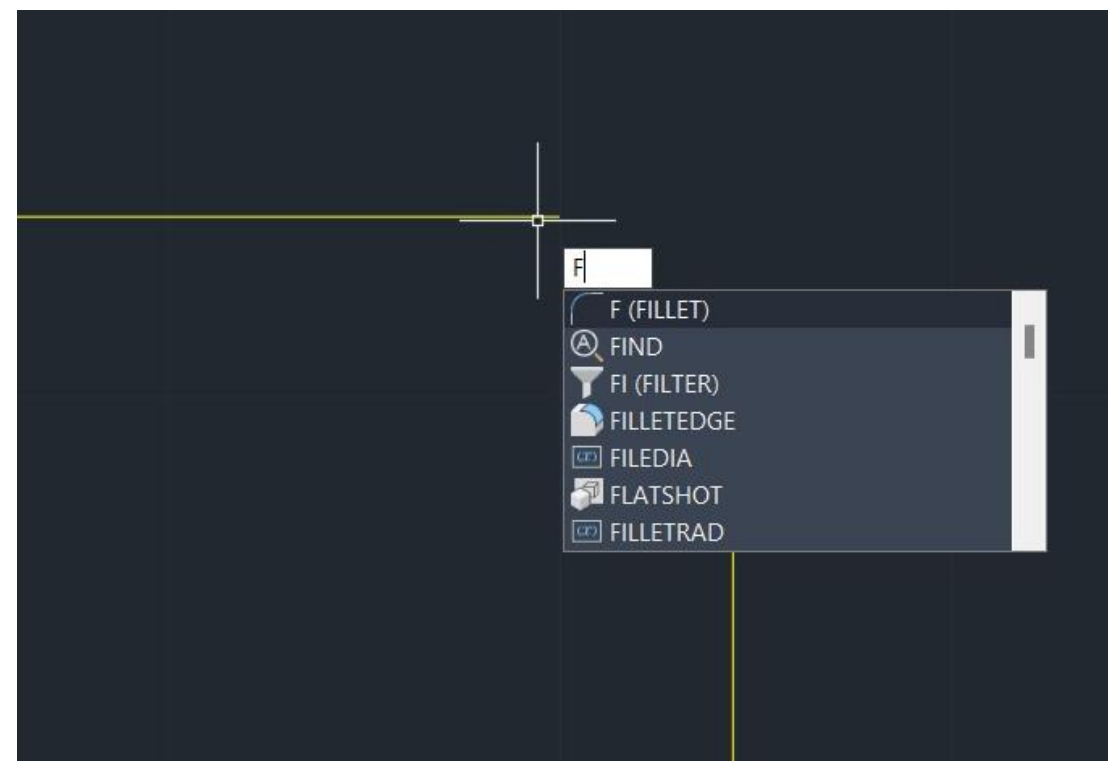 F
F (FILLET)
FIND
FI (FILTER)
FILLETEDGE
FILEDIA
FLATSHOT
FILLETRAD